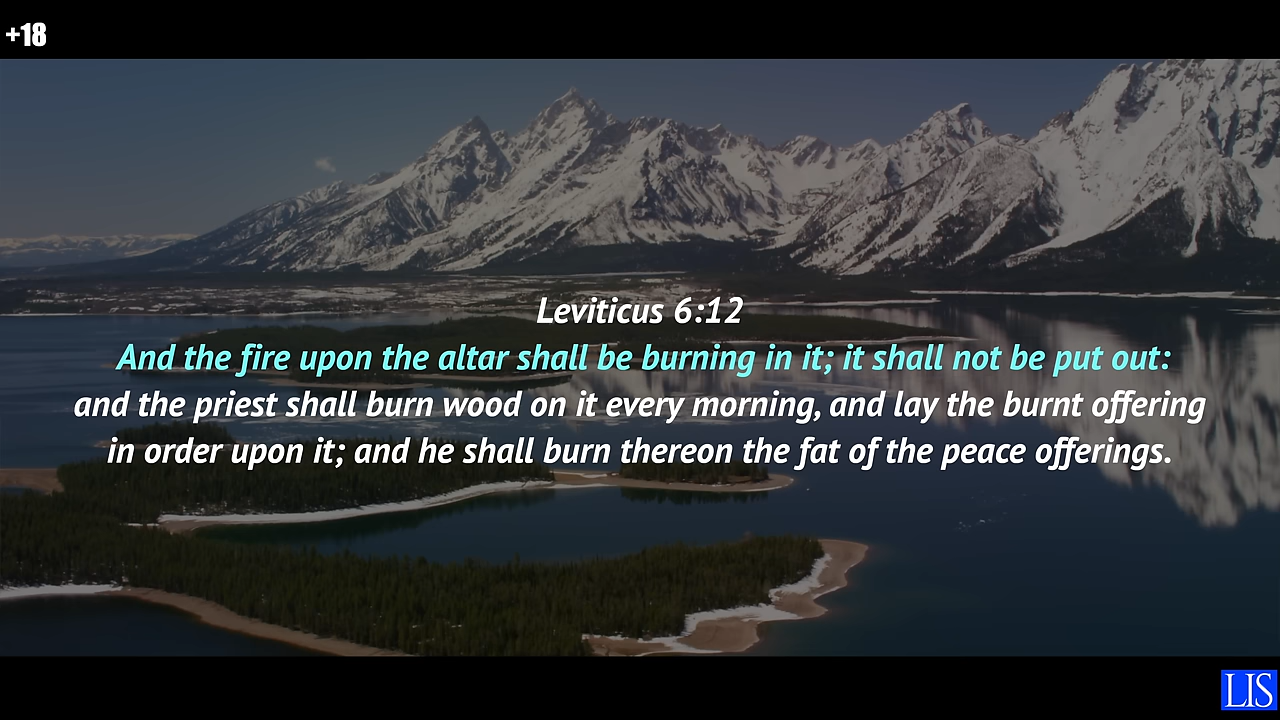 +18
Leviticus 6:12
And the fire upon the altar shall be burning in it; it shall not be put out:
and the priest shall burn wood on it every morning, and lay the burnt offering
in order upon it; and he shall burn thereon the fat of the peace offerings.
LIS